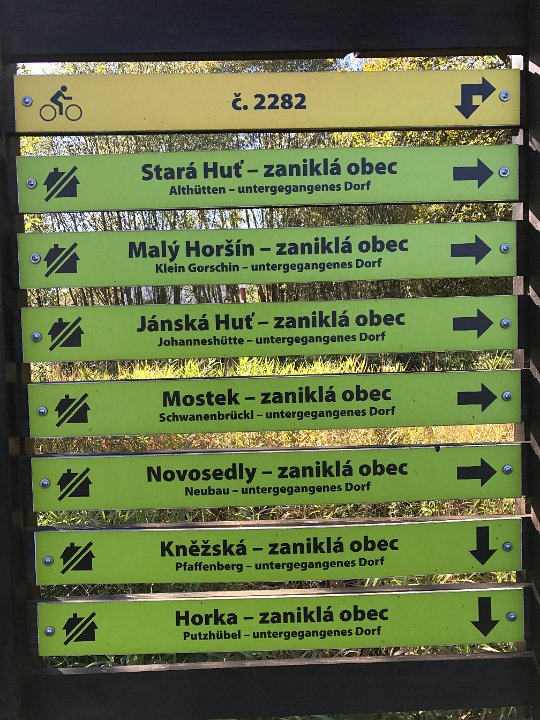 č. 2282
Stará Huť – zaniklá obec
Althütten – untergegangenes Dorf
Malý Horšín – zaniklá obec
Klein Gorschin – untergegangenes Dorf
Jánská Huť – zaniklá obec
Johanneshütte – untergegangenes Dorf
Mostek – zaniklá obec
Schwanenbrückl – untergegangenes Dorf
Novosedly – zaniklá obec
Neubau – untergegangenes Dorf
Kněžská – zaniklá obec
Pfaffenberg – untergegangenes Dorf
Horka – zaniklá obec
Putzhübel – untergegangenes Dorf